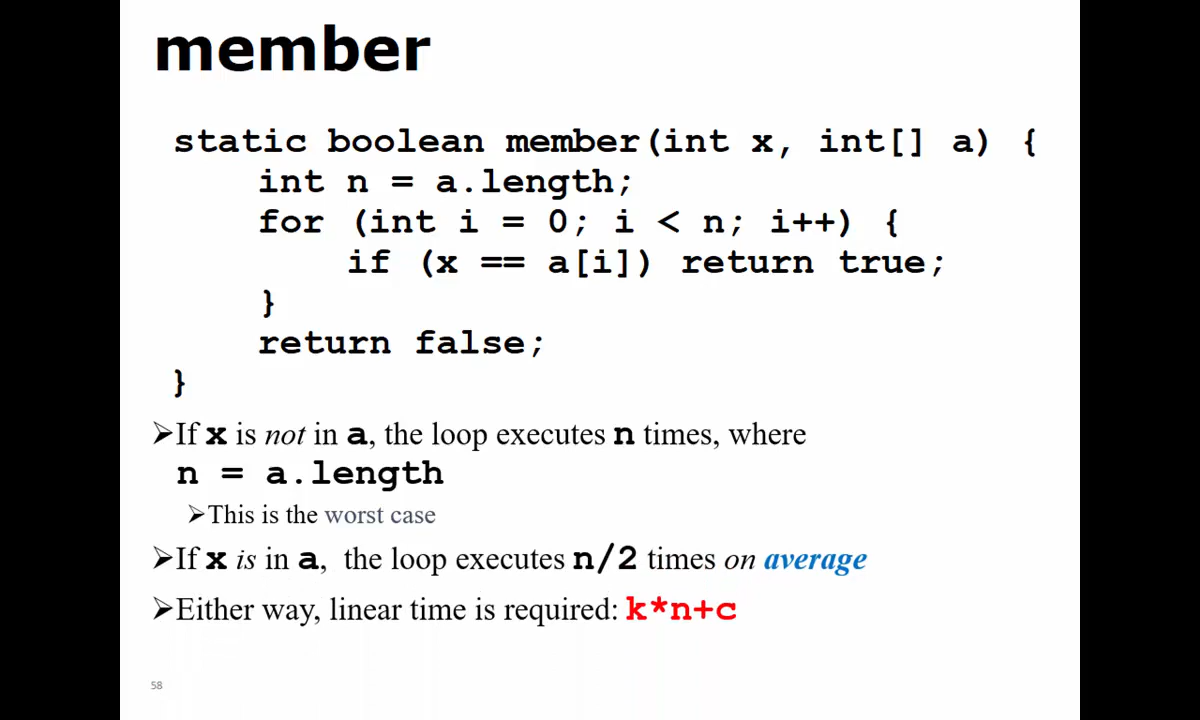 member
static boolean member(int x, int[] a) {
int n = a.length;
for (int i = 0; i < n; i++) {
if (x == a[i]) return true;
}
return false;
}
➢If x is not in a, the loop executes n times, where
n = a.length
➢This is the worst case
➢If x is in a, the loop executes n/2 times on average
➢Either way, linear time is required: k*n+c
58